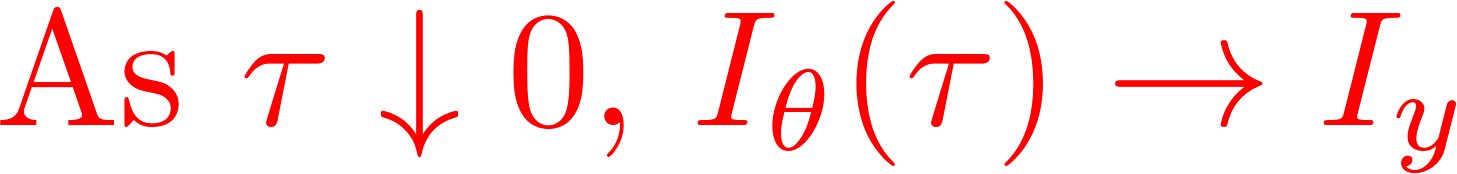 As τ ↓ 0, I_θ(τ) → I_y